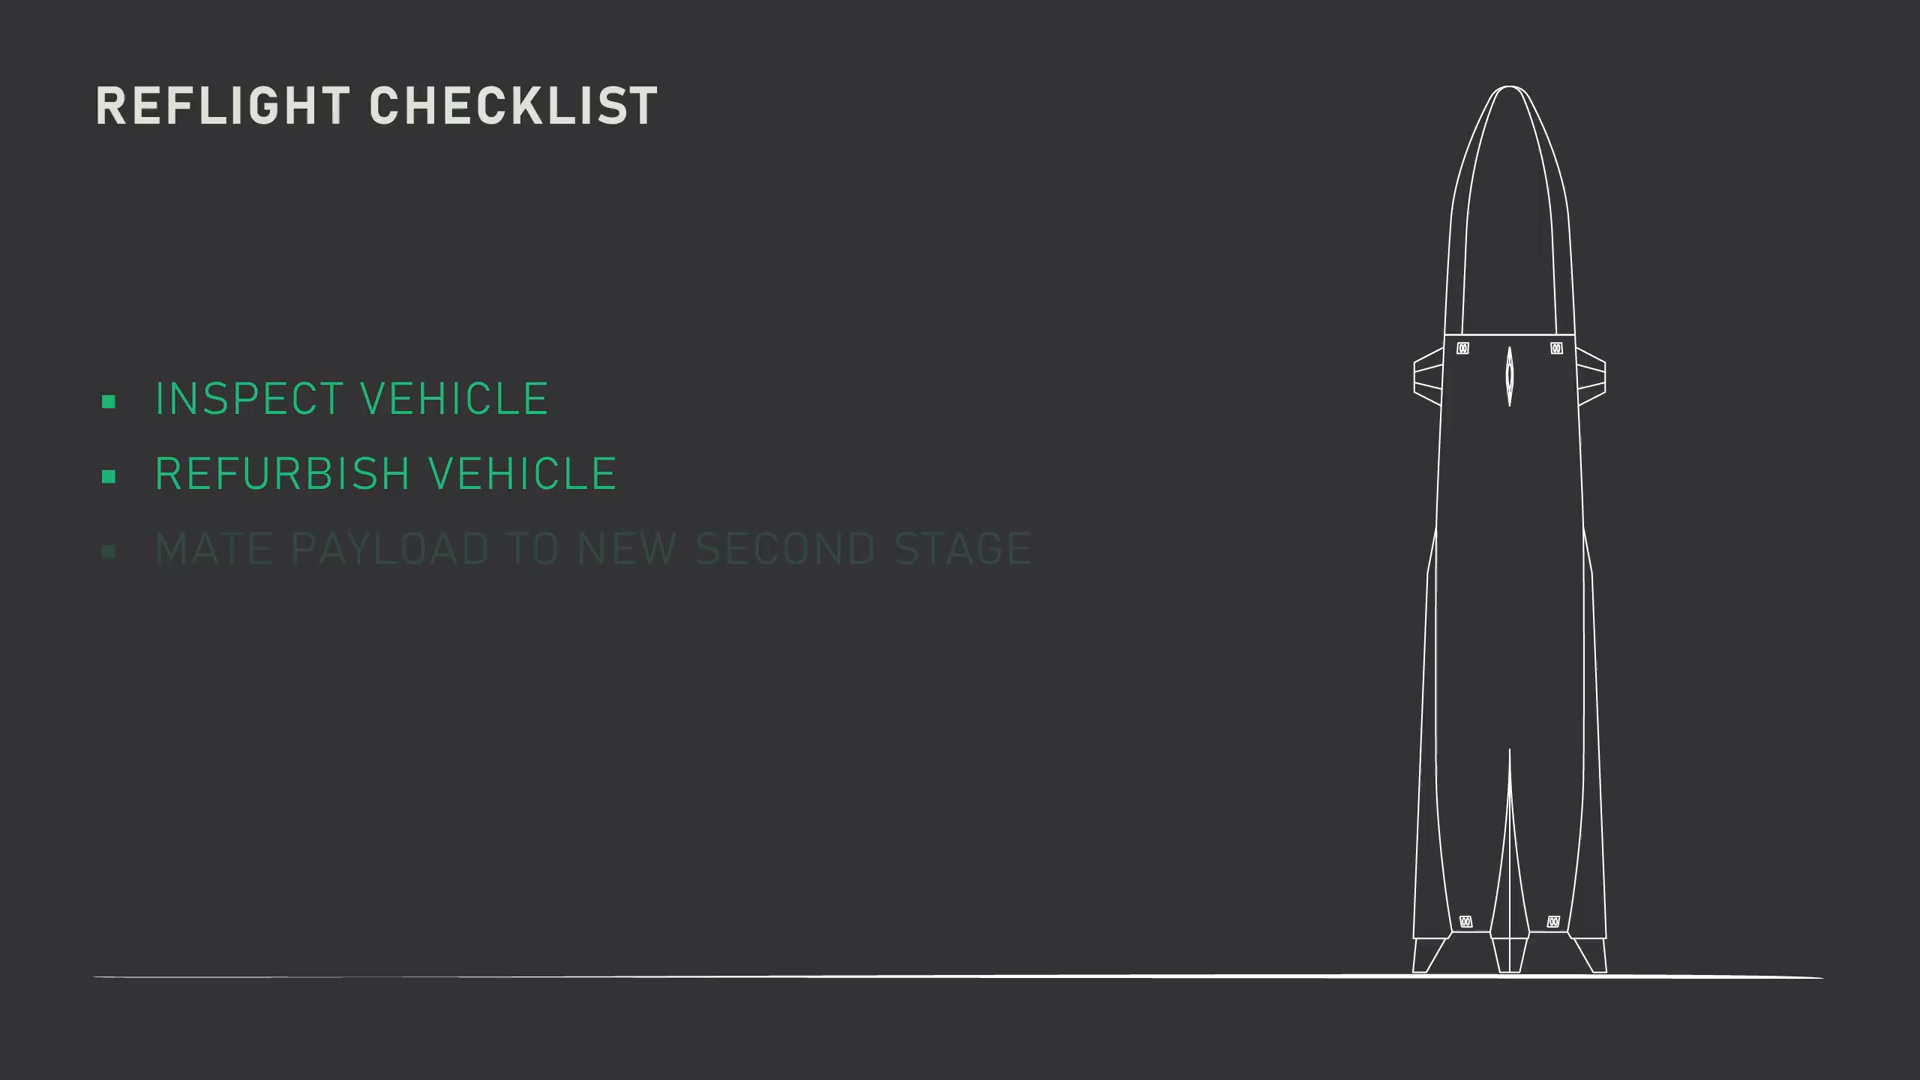 REFLIGHT CHECKLIST
INSPECT VEHICLE
REFURBISH VEHICLE
MATE PAYLOAD TO NEW SECOND STAGE